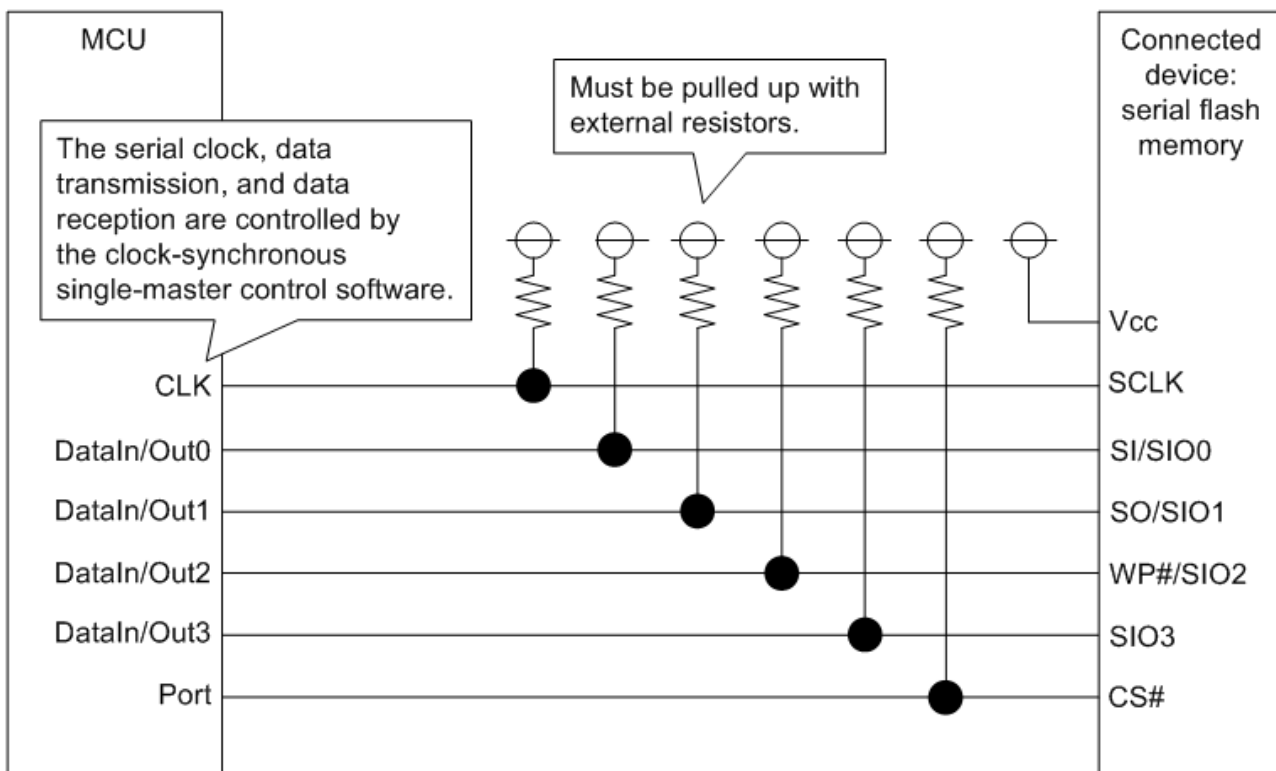 MCU
Connected
device:
serial flash
memory
Must be pulled up with
external resistors.
The serial clock, data
transmission, and data
reception are controlled by
the clock-synchronous
single-master control software.
Vcc
CLK
SCLK
DataIn/Out0
SI/SIO0
DataIn/Out1
SO/SIO1
DataIn/Out2
WP#/SIO2
DataIn/Out3
SIO3
Port
CS#